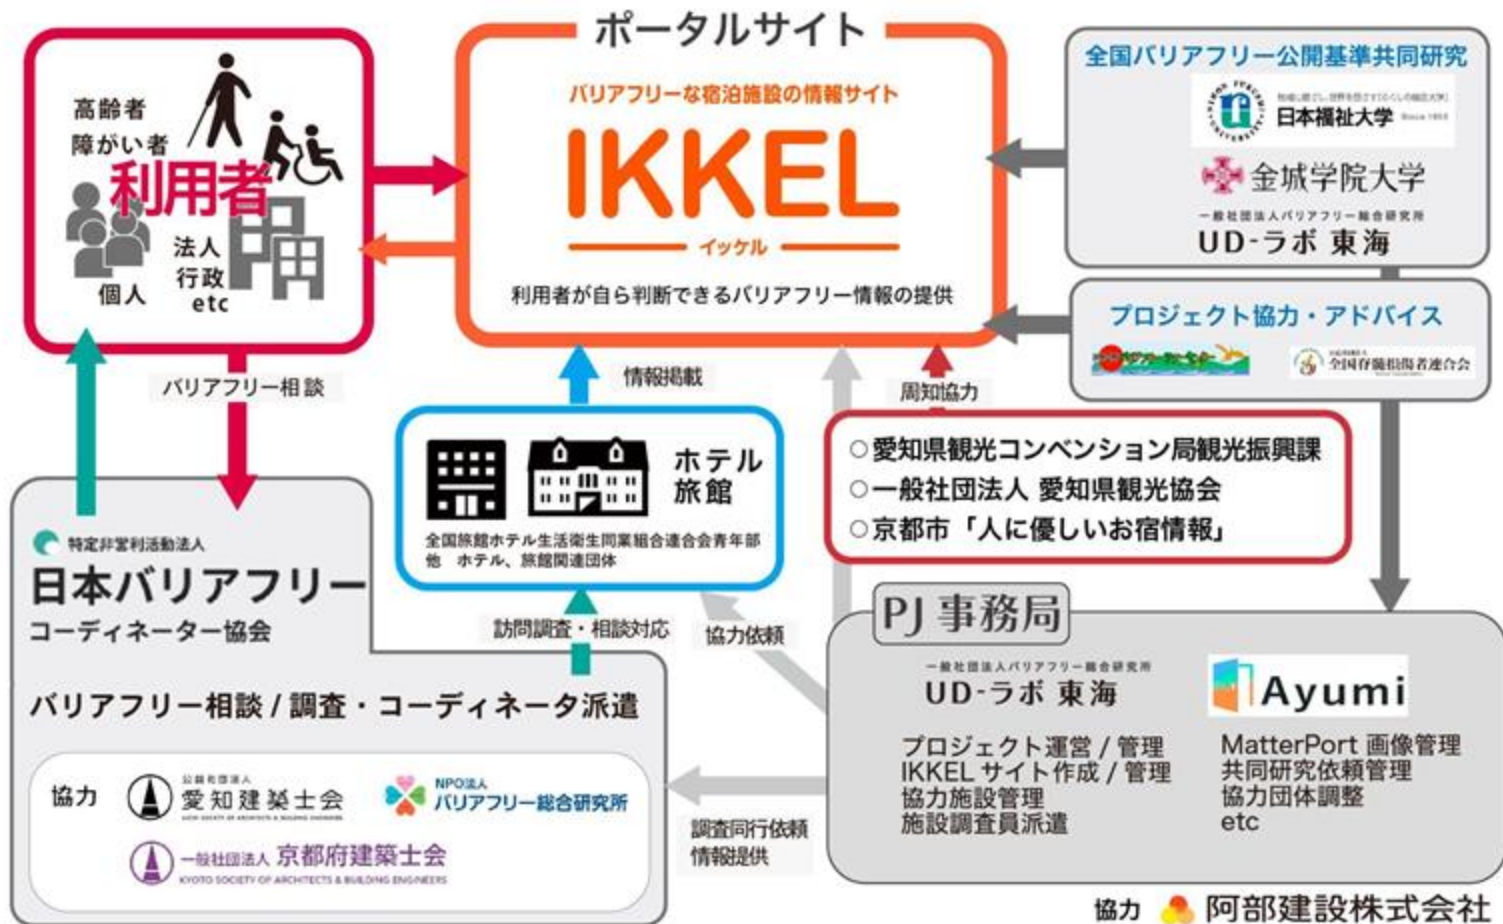 ポータルサイト
バリアフリーな宿泊施設の情報サイト
IKKEL
イッケル
利用者が自ら判断できるバリアフリー情報の提供
高齢者
障がい者
利用者
法人
行政
etc
個人
全国バリアフリー公開基準共同研究
日本福祉大学
Since 1953
金城学院大学
一般社団法人バリアフリー総合研究所
UD-ラボ 東海
プロジェクト協力・アドバイス
全国脊髄損傷者連合会
バリアフリー相談
情報掲載
周知協力
ホテル
旅館
全国旅館ホテル生活衛生同業組合連合会青年部
他 ホテル、旅館関連団体
○愛知県観光コンベンション局観光振興課
○一般社団法人 愛知県観光協会
○京都市「人に優しいお宿情報」
特定非営利活動法人
日本バリアフリー
コーディネーター協会
訪問調査・相談対応
協力依頼
バリアフリー相談 / 調査・コーディネータ派遣
協力
公益社団法人
愛知建築士会
NPO法人
バリアフリー総合研究所
一般社団法人 京都府建築士会
KYOTO SOCIETY OF ARCHITECTS & BUILDING ENGINEERS
調査同行依頼
情報提供
PJ 事務局
一般社団法人バリアフリー総合研究所
UD-ラボ 東海
プロジェクト運営 / 管理
IKKEL サイト作成 / 管理
協力施設管理
施設調査員派遣
Ayumi
MatterPort 画像管理
共同研究依頼管理
協力団体調整
etc
協力 阿部建設株式会社